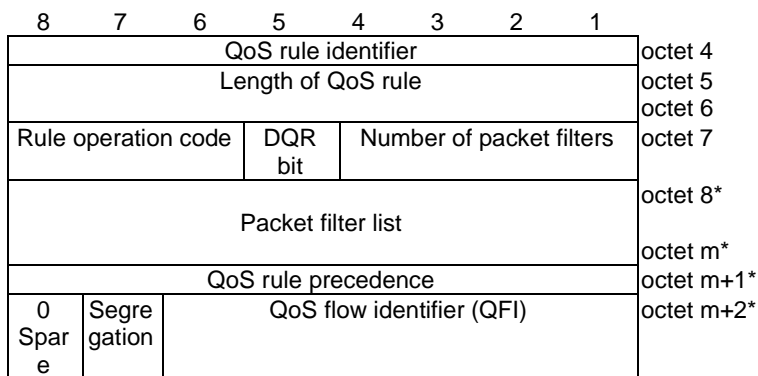 8 7 6 5 4 3 2 1
QoS rule identifier octet 4
Length of QoS rule octet 5
octet 6
Rule operation code DQR bit Number of packet filters octet 7
octet 8*
Packet filter list
octet m*
QoS rule precedence octet m+1*
0 Spar e Segre gation QoS flow identifier (QFI) octet m+2*